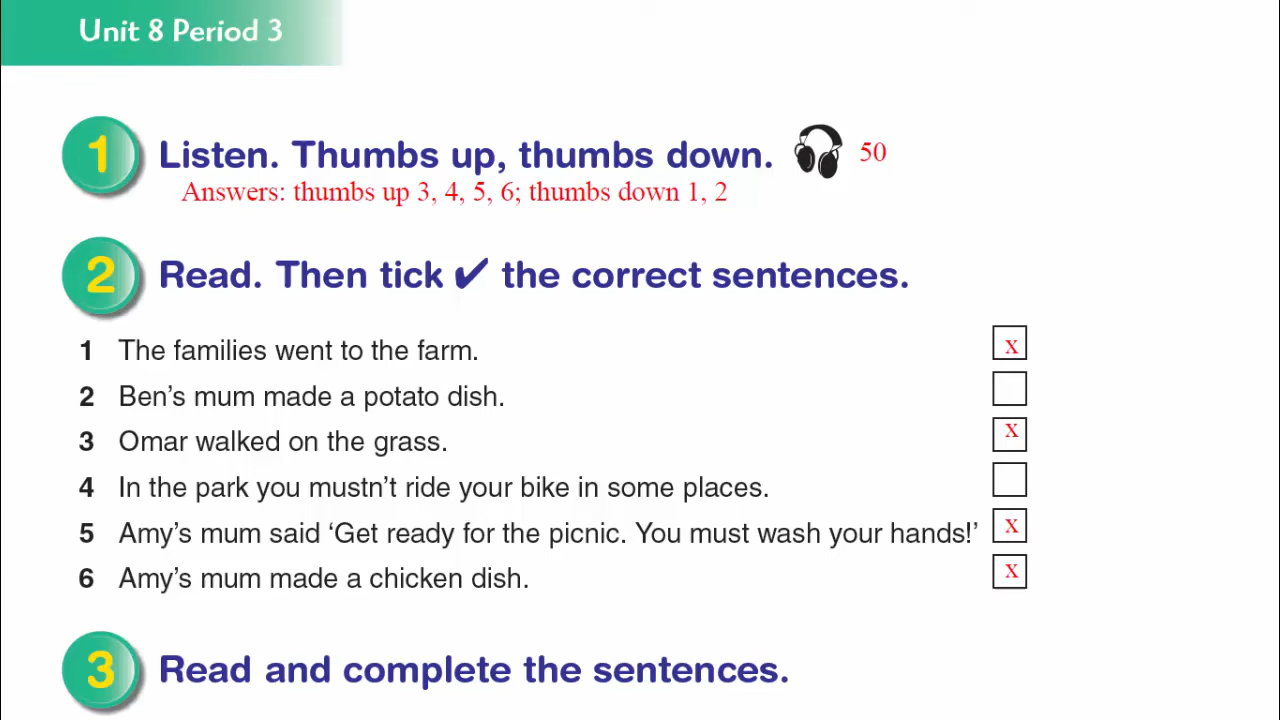 Unit 8 Period 3
1 Listen. Thumbs up, thumbs down. 50
Answers: thumbs up 3, 4, 5, 6; thumbs down 1, 2
2 Read. Then tick ✔ the correct sentences.
1 The families went to the farm. x
2 Ben’s mum made a potato dish.
3 Omar walked on the grass. x
4 In the park you mustn’t ride your bike in some places.
5 Amy’s mum said ‘Get ready for the picnic. You must wash your hands!’ x
6 Amy’s mum made a chicken dish. x
3 Read and complete the sentences.